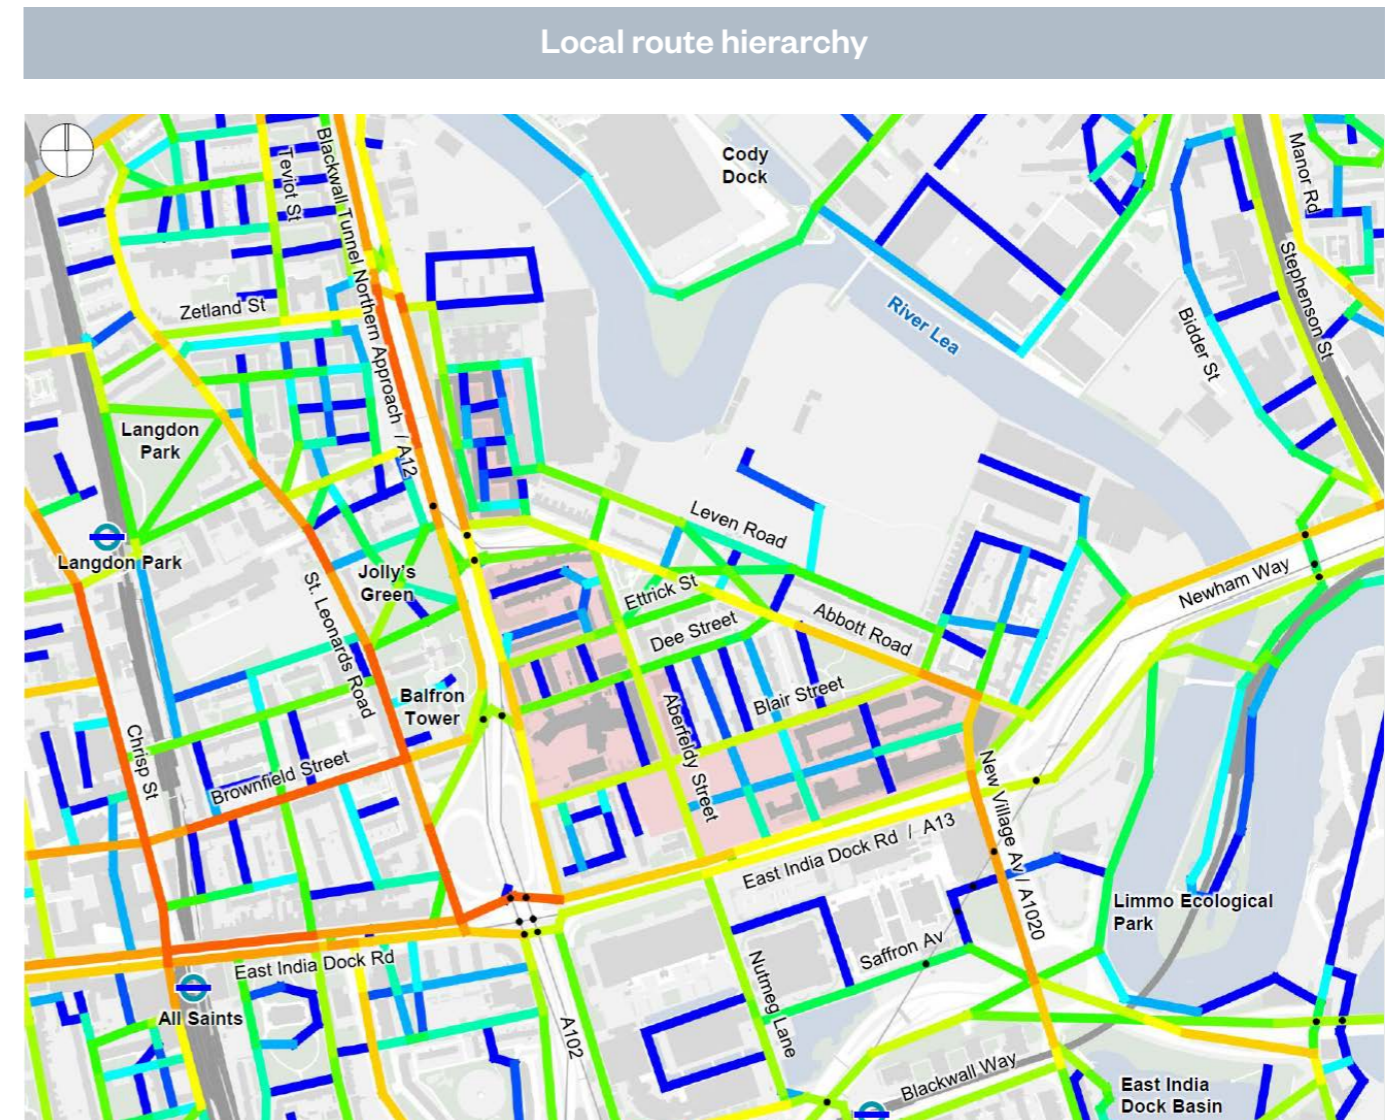 Local route hierarchy
Cody
Dock
Manor Rd
Teviot St
Blackwall Tunnel Northern Approach / A12
Stephenson St
Zetland St
River Lea
Bidder St
Langdon
Park
Leven Road
Langdon Park
Jolly's
Green
St. Leonards Road
Ettrick St
Newham Way
Abbott Road
Dee Street
Balfron
Tower
Blair Street
Aberfeldy Street
Chrisp St
Brownfield Street
New Village Av / A1020
East India Dock Rd / A13
Limmo Ecological
Park
Saffron Av
East India Dock Rd
Nutmeg Lane
All Saints
A102
Blackwall Way
East India
Dock Basin